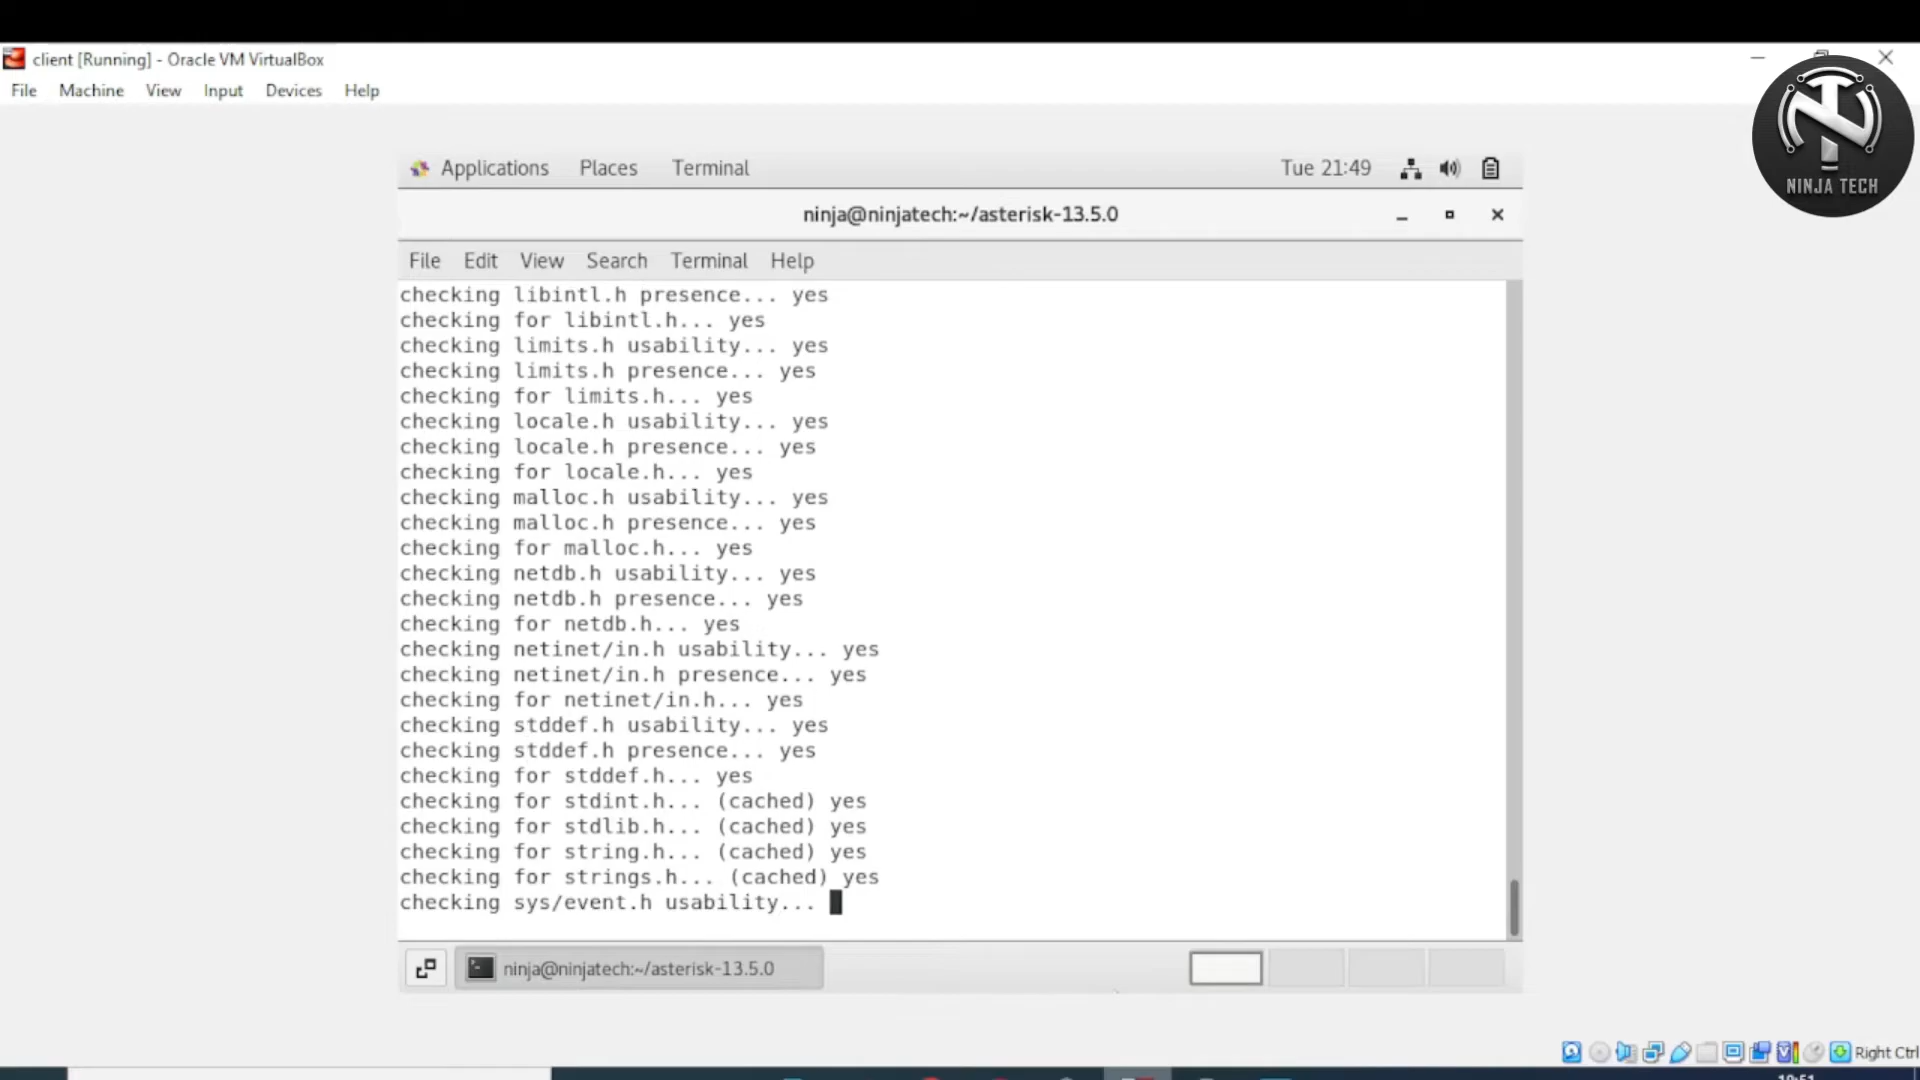 client [Running] - Oracle VM VirtualBox
File Machine View Input Devices Help
NINJA TECH
Applications Places Terminal Tue 21:49
ninja@ninjatech:~/asterisk-13.5.0
File Edit View Search Terminal Help
checking libintl.h presence... yes
checking for libintl.h... yes
checking limits.h usability... yes
checking limits.h presence... yes
checking for limits.h... yes
checking locale.h usability... yes
checking locale.h presence... yes
checking for locale.h... yes
checking malloc.h usability... yes
checking malloc.h presence... yes
checking for malloc.h... yes
checking netdb.h usability... yes
checking netdb.h presence... yes
checking for netdb.h... yes
checking netinet/in.h usability... yes
checking netinet/in.h presence... yes
checking for netinet/in.h... yes
checking stddef.h usability... yes
checking stddef.h presence... yes
checking for stddef.h... yes
checking for stdint.h... (cached) yes
checking for stdlib.h... (cached) yes
checking for string.h... (cached) yes
checking for strings.h... (cached) yes
checking sys/event.h usability...
ninja@ninjatech:~/asterisk-13.5.0
Right Ctrl